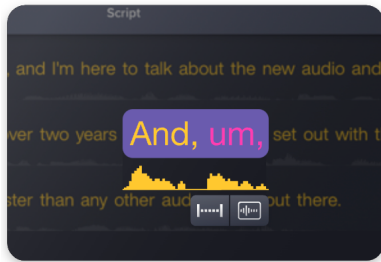 Script
, and I'm here to talk about the new audio and
over two years And, um, set out with t
ster than any other aud out there.